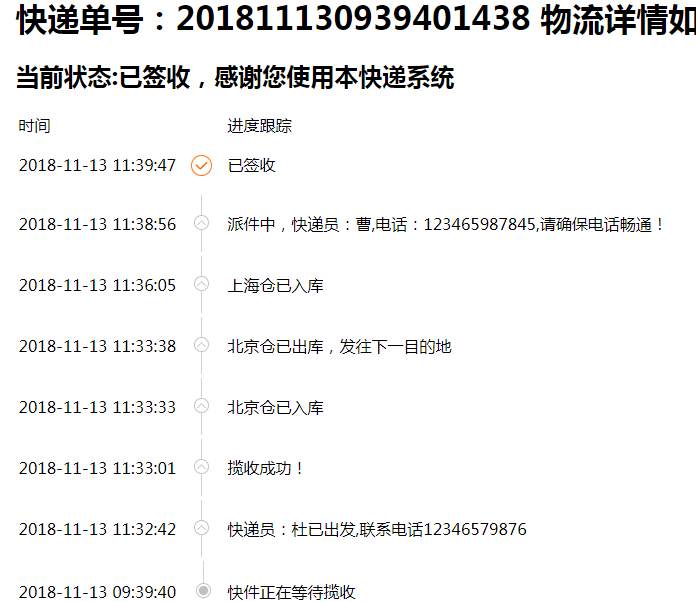 快递单号：201811130939401438 物流详情如
当前状态:已签收，感谢您使用本快递系统
时间 进度跟踪
2018-11-13 11:39:47 已签收
2018-11-13 11:38:56 派件中，快递员：曹,电话：123465987845,请确保电话畅通！
2018-11-13 11:36:05 上海仓已入库
2018-11-13 11:33:38 北京仓已出库，发往下一目的地
2018-11-13 11:33:33 北京仓已入库
2018-11-13 11:33:01 揽收成功！
2018-11-13 11:32:42 快递员：杜已出发,联系电话12346579876
2018-11-13 09:39:40 快件正在等待揽收